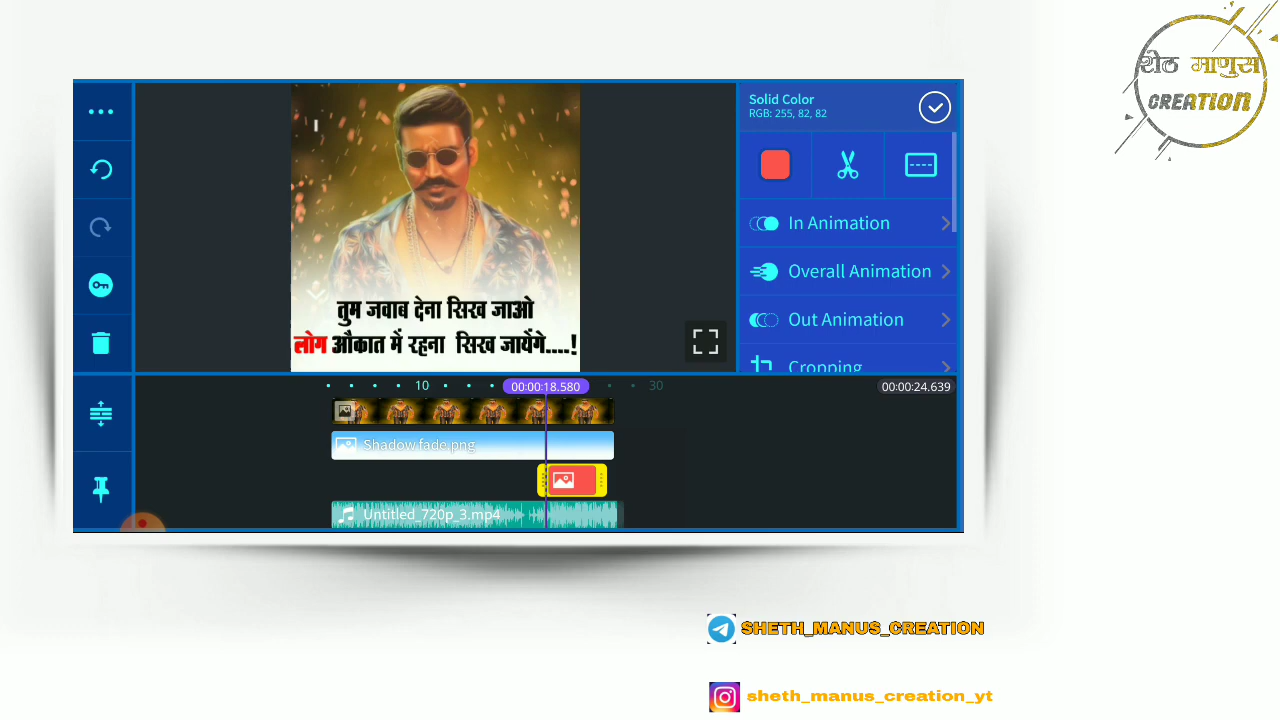 शेठ माणुस
CREATION
Solid Color
RGB: 255, 82, 82
In Animation
Overall Animation
Out Animation
Cropping
तुम जवाब देना सिख जाओ
लोग औकात में रहना सिख जायेंगे....!
10
00:00:18.580
30
00:00:24.639
Shadow fade.png
Untitled_720p_3.mp4
SHETH_MANUS_CREATION
sheth_manus_creation_yt